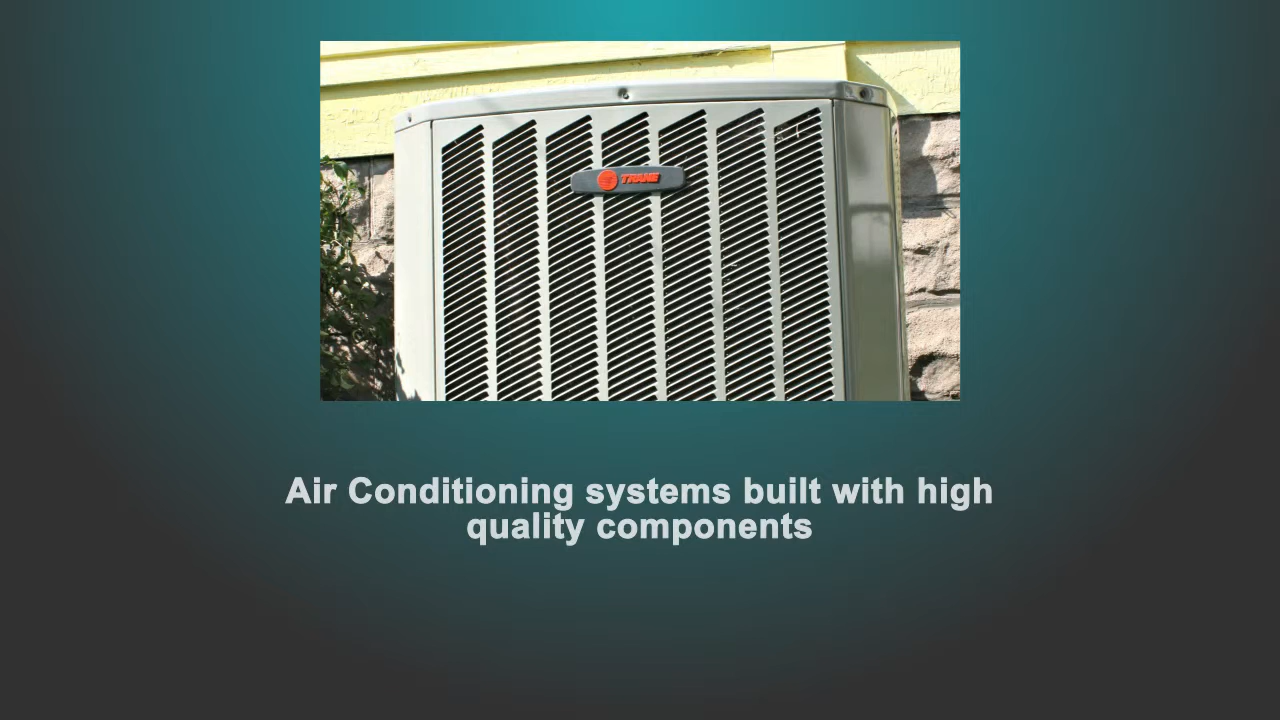 TRANE
Air Conditioning systems built with high
quality components